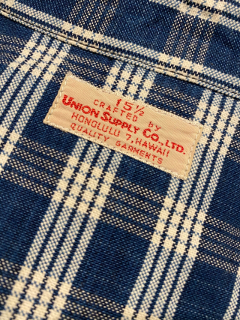 15½
CRAFTED by
UNION SUPPLY CO., LTD.
HONOLULU 7, HAWAII
QUALITY GARMENTS